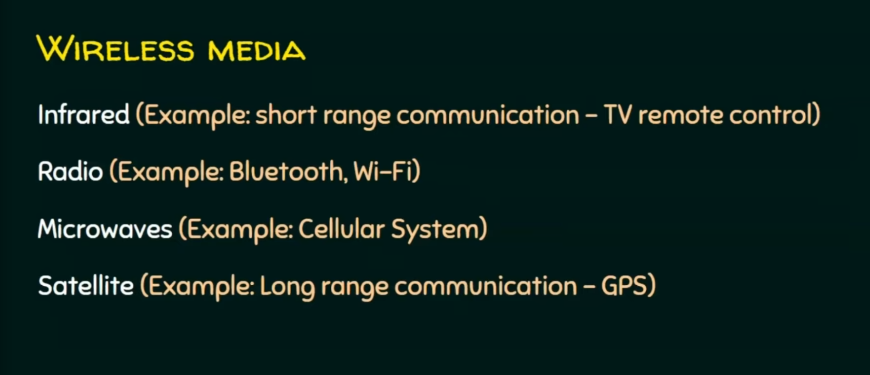 Wireless media
Infrared (Example: short range communication – TV remote control)
Radio (Example: Bluetooth, Wi-Fi)
Microwaves (Example: Cellular System)
Satellite (Example: Long range communication – GPS)